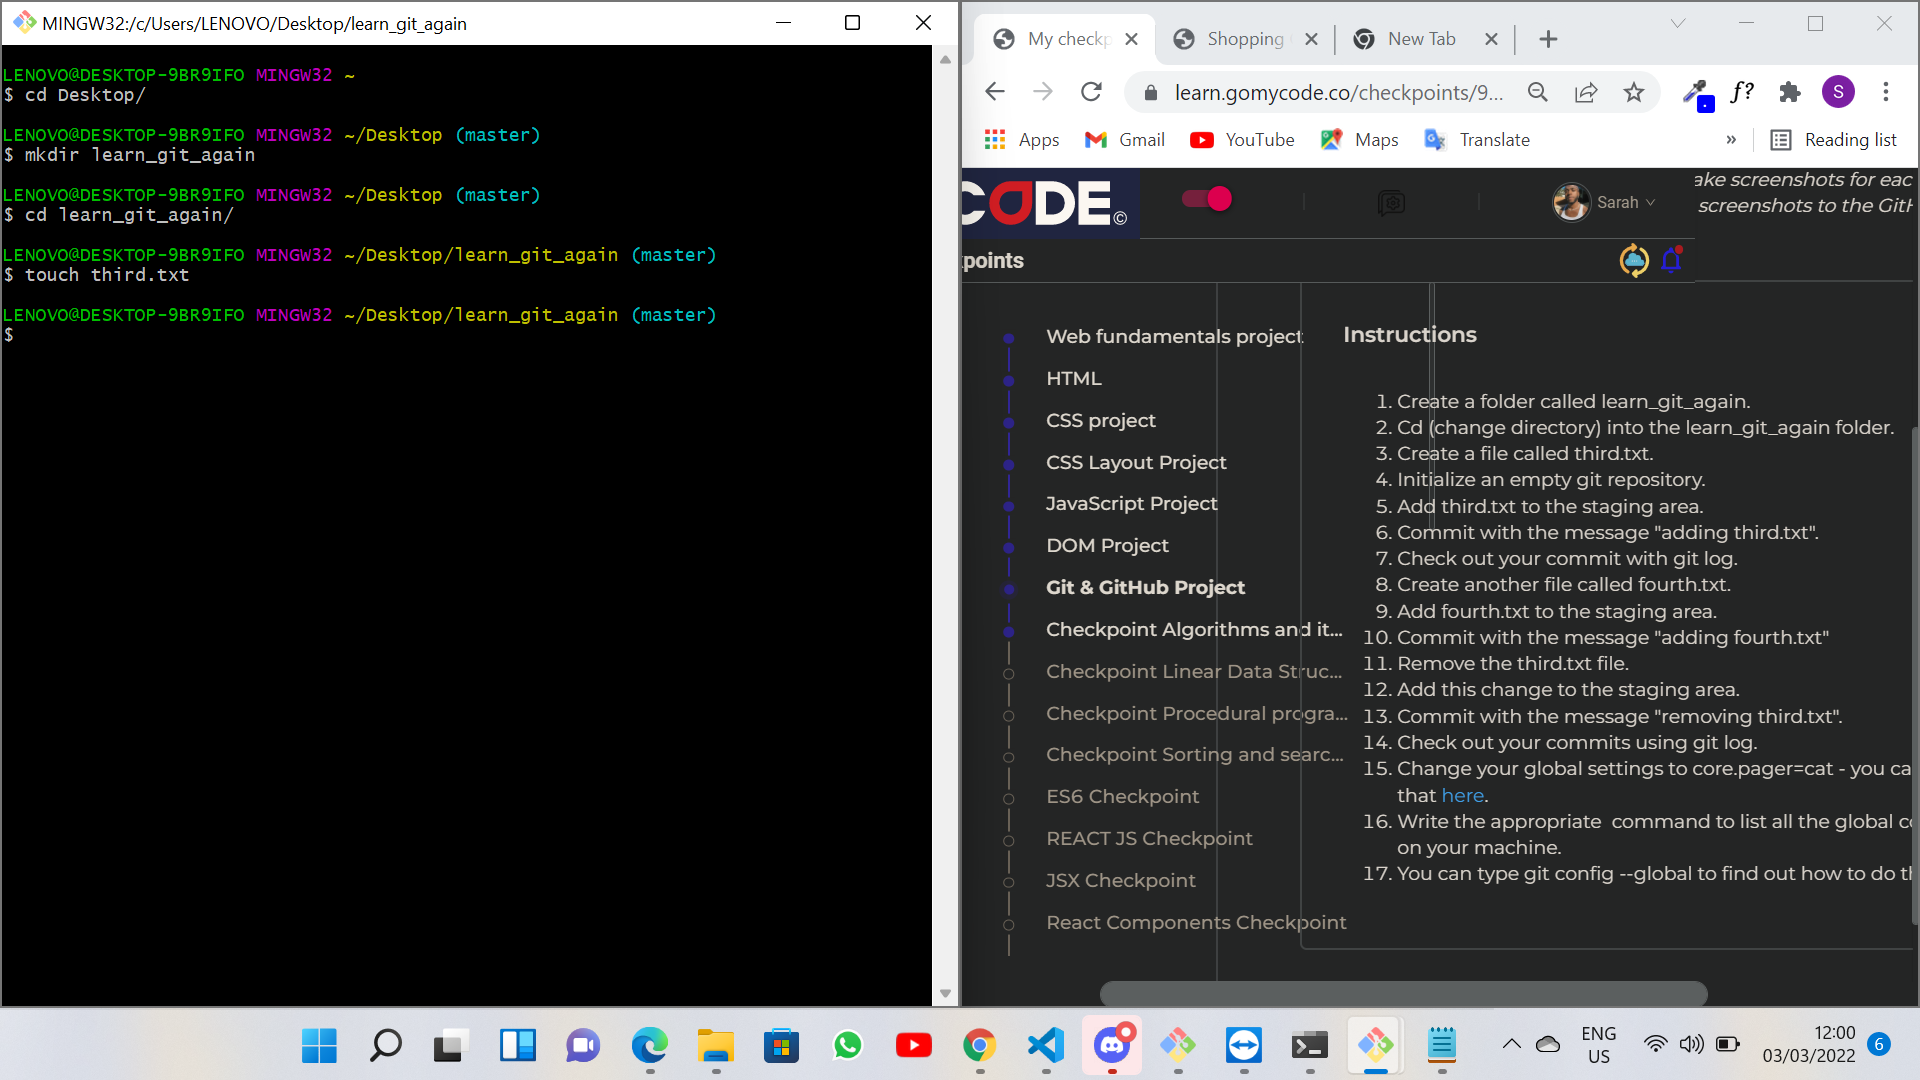 MINGW32:/c/Users/LENOVO/Desktop/learn_git_again
LENOVO@DESKTOP-9BR9IFO MINGW32 ~
$ cd Desktop/
LENOVO@DESKTOP-9BR9IFO MINGW32 ~/Desktop (master)
$ mkdir learn_git_again
LENOVO@DESKTOP-9BR9IFO MINGW32 ~/Desktop (master)
$ cd learn_git_again/
LENOVO@DESKTOP-9BR9IFO MINGW32 ~/Desktop/learn_git_again (master)
$ touch third.txt
LENOVO@DESKTOP-9BR9IFO MINGW32 ~/Desktop/learn_git_again (master)
$
My checkp
Shopping
New Tab
learn.gomycode.co/checkpoints/9...
f?
S
Apps
Gmail
YouTube
Maps
Translate
»
Reading list
CODE©
Sarah
ake screenshots for eac
screenshots to the GitH
kpoints
Web fundamentals project
HTML
CSS project
CSS Layout Project
JavaScript Project
DOM Project
Git & GitHub Project
Checkpoint Algorithms and it...
Checkpoint Linear Data Struc...
Checkpoint Procedural progra...
Checkpoint Sorting and searc...
ES6 Checkpoint
REACT JS Checkpoint
JSX Checkpoint
React Components Checkpoint
Instructions
1. Create a folder called learn_git_again.
2. Cd (change directory) into the learn_git_again folder.
3. Create a file called third.txt.
4. Initialize an empty git repository.
5. Add third.txt to the staging area.
6. Commit with the message "adding third.txt".
7. Check out your commit with git log.
8. Create another file called fourth.txt.
9. Add fourth.txt to the staging area.
10. Commit with the message "adding fourth.txt"
11. Remove the third.txt file.
12. Add this change to the staging area.
13. Commit with the message "removing third.txt".
14. Check out your commits using git log.
15. Change your global settings to core.pager=cat - you ca
that here.
16. Write the appropriate command to list all the global co
on your machine.
17. You can type git config --global to find out how to do th
ENG
US
12:00
03/03/2022
6